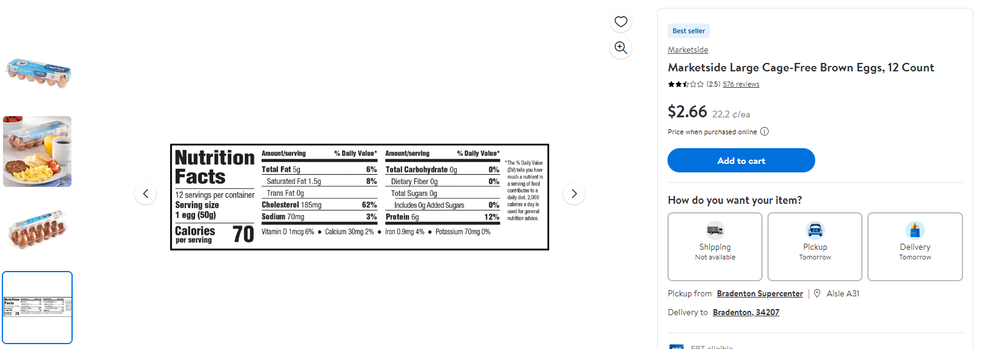 Cage-Free
Nutrition
Facts
12 servings per container
Serving size
1 egg (50g)
Calories
per serving
70
Amount/serving % Daily Value*
Total Fat 5g 6%
Saturated Fat 1.5g 8%
Trans Fat 0g
Cholesterol 185mg 62%
Sodium 70mg 3%
Amount/serving % Daily Value*
Total Carbohydrate 0g 0%
Dietary Fiber 0g 0%
Total Sugars 0g
Includes 0g Added Sugars 0%
Protein 6g 12%
Vitamin D 1mcg 6% ● Calcium 30mg 2% ● Iron 0.9mg 4% ● Potassium 70mg 0%
*The % Daily Value
(DV) tells you how
much a nutrient in
a serving of food
contributes to a
daily diet. 2,000
calories a day is
used for general
nutrition advice.
Best seller
Marketside
Marketside Large Cage-Free Brown Eggs, 12 Count
(2.5) 576 reviews
$2.66 22.2 ¢/ea
Price when purchased online
Add to cart
How do you want your item?
Shipping
Not available
Pickup
Tomorrow
Delivery
Tomorrow
Pickup from Bradenton Supercenter | Aisle A31
Delivery to Bradenton, 34207
EBT eligible